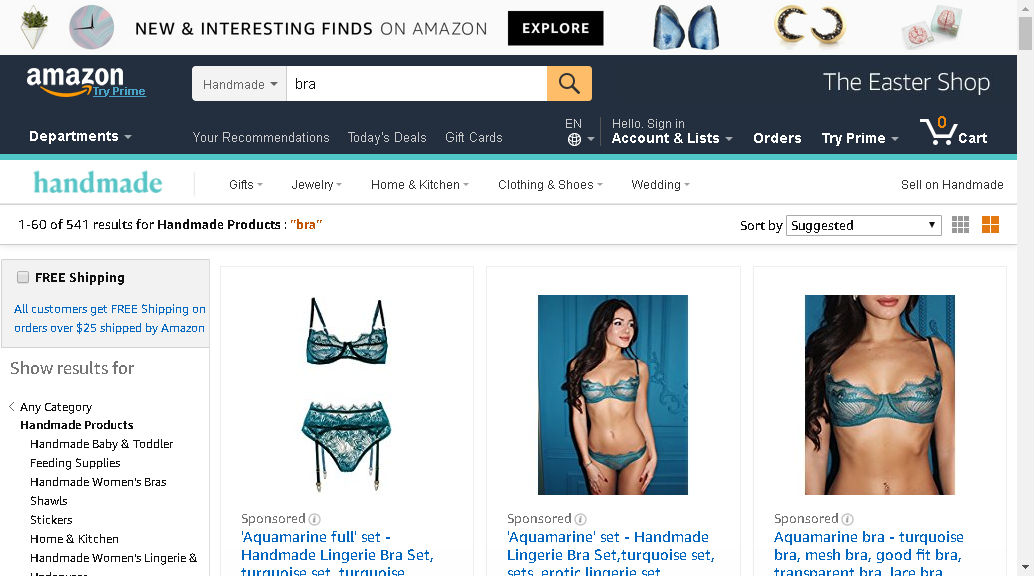 NEW & INTERESTING FINDS ON AMAZON EXPLORE
amazon
Try Prime
Handmade
bra
The Easter Shop
Departments
Your Recommendations
Today's Deals
Gift Cards
EN
Hello. Sign in
Account & Lists
Orders
Try Prime
0
Cart
handmade
Gifts
Jewelry
Home & Kitchen
Clothing & Shoes
Wedding
Sell on Handmade
1-60 of 541 results for Handmade Products : "bra"
Sort by Suggested
FREE Shipping
All customers get FREE Shipping on
orders over $25 shipped by Amazon
Show results for
Any Category
Handmade Products
Handmade Baby & Toddler
Feeding Supplies
Handmade Women's Bras
Shawls
Stickers
Home & Kitchen
Handmade Women's Lingerie &
Sponsored
'Aquamarine full' set -
Handmade Lingerie Bra Set,
turquoise set, turquoise
Sponsored
'Aquamarine' set - Handmade
Lingerie Bra Set,turquoise set,
sets, erotic lingerie set
Sponsored
Aquamarine bra - turquoise
bra, mesh bra, good fit bra,
transparent bra, lace bra